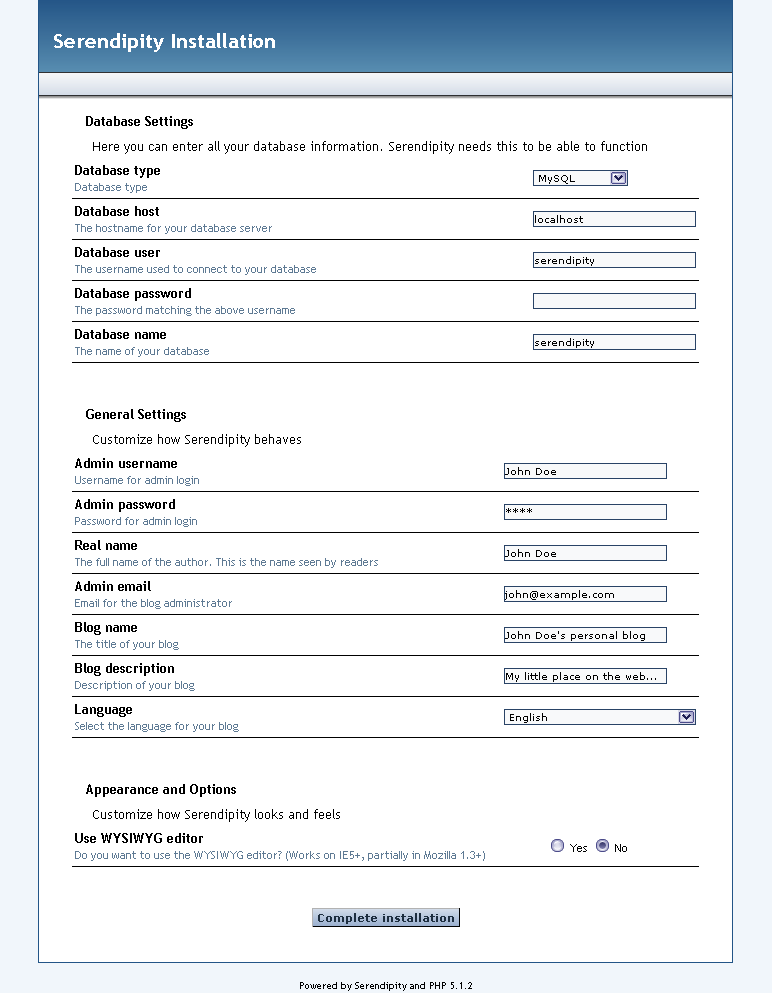 Serendipity Installation
Database Settings
Here you can enter all your database information. Serendipity needs this to be able to function
Database type
Database type
MySQL
Database host
The hostname for your database server
localhost
Database user
The username used to connect to your database
serendipity
Database password
The password matching the above username
Database name
The name of your database
serendipity
General Settings
Customize how Serendipity behaves
Admin username
Username for admin login
John Doe
Admin password
Password for admin login
****
Real name
The full name of the author. This is the name seen by readers
John Doe
Admin email
Email for the blog administrator
john@example.com
Blog name
The title of your blog
John Doe's personal blog
Blog description
Description of your blog
My little place on the web...
Language
Select the language for your blog
English
Appearance and Options
Customize how Serendipity looks and feels
Use WYSIWYG editor
Do you want to use the WYSIWYG editor? (Works on IE5+, partially in Mozilla 1.3+)
Yes No
Complete installation
Powered by Serendipity and PHP 5.1.2